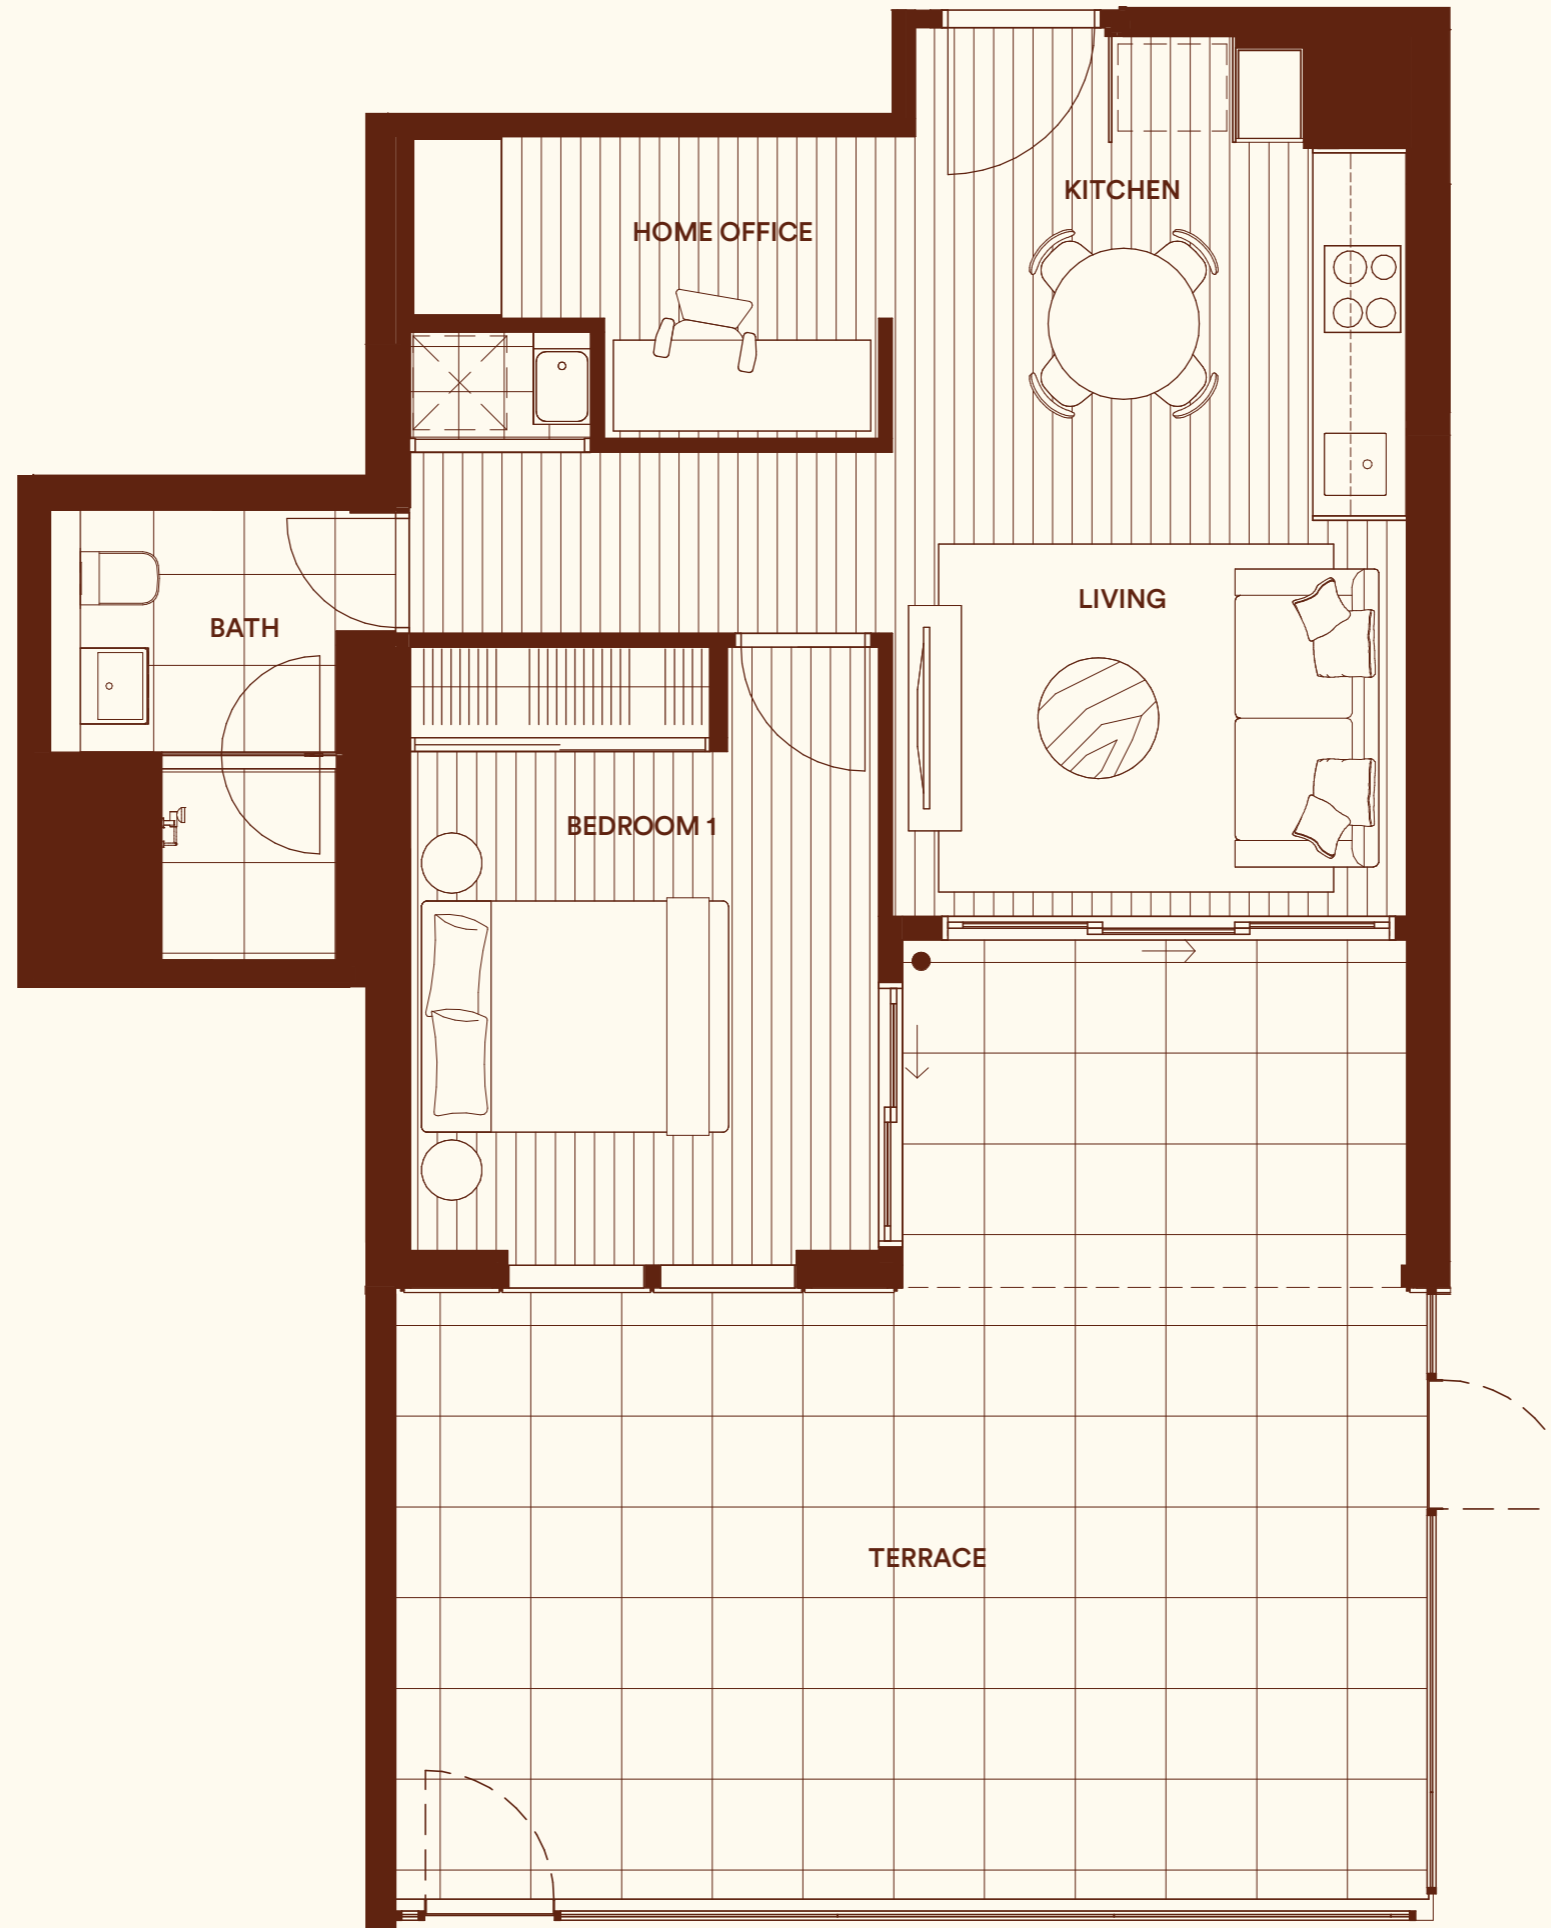 KITCHEN
HOME OFFICE
LIVING
BATH
BEDROOM 1
TERRACE